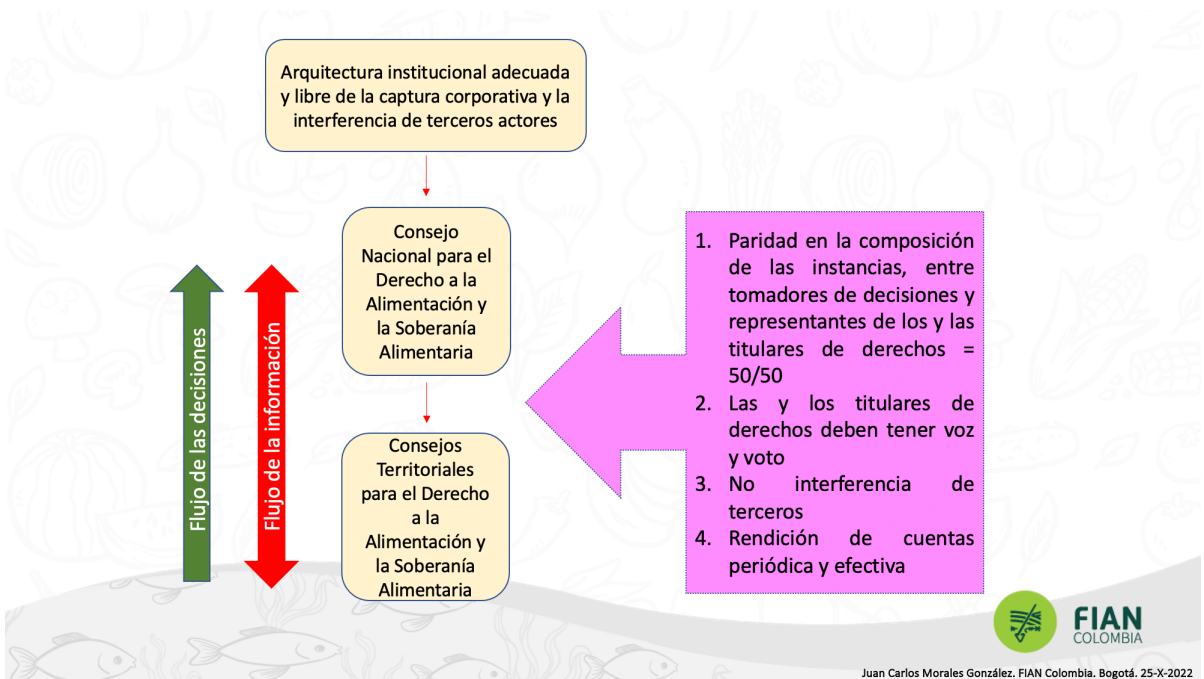 Arquitectura institucional adecuada
y libre de la captura corporativa y la
interferencia de terceros actores
Consejo
Nacional para el
Derecho a la
Alimentación y
la Soberanía
Alimentaria
Flujo de las decisiones
Flujo de la información
Consejos
Territoriales
para el Derecho
a la
Alimentación y
la Soberanía
Alimentaria
1. Paridad en la composición
de las instancias, entre
tomadores de decisiones y
representantes de los y las
titulares de derechos =
50/50
2. Las y los titulares de
derechos deben tener voz
y voto
3. No interferencia de
terceros
4. Rendición de cuentas
periódica y efectiva
FIAN
COLOMBIA
Juan Carlos Morales González. FIAN Colombia. Bogotá. 25-X-2022